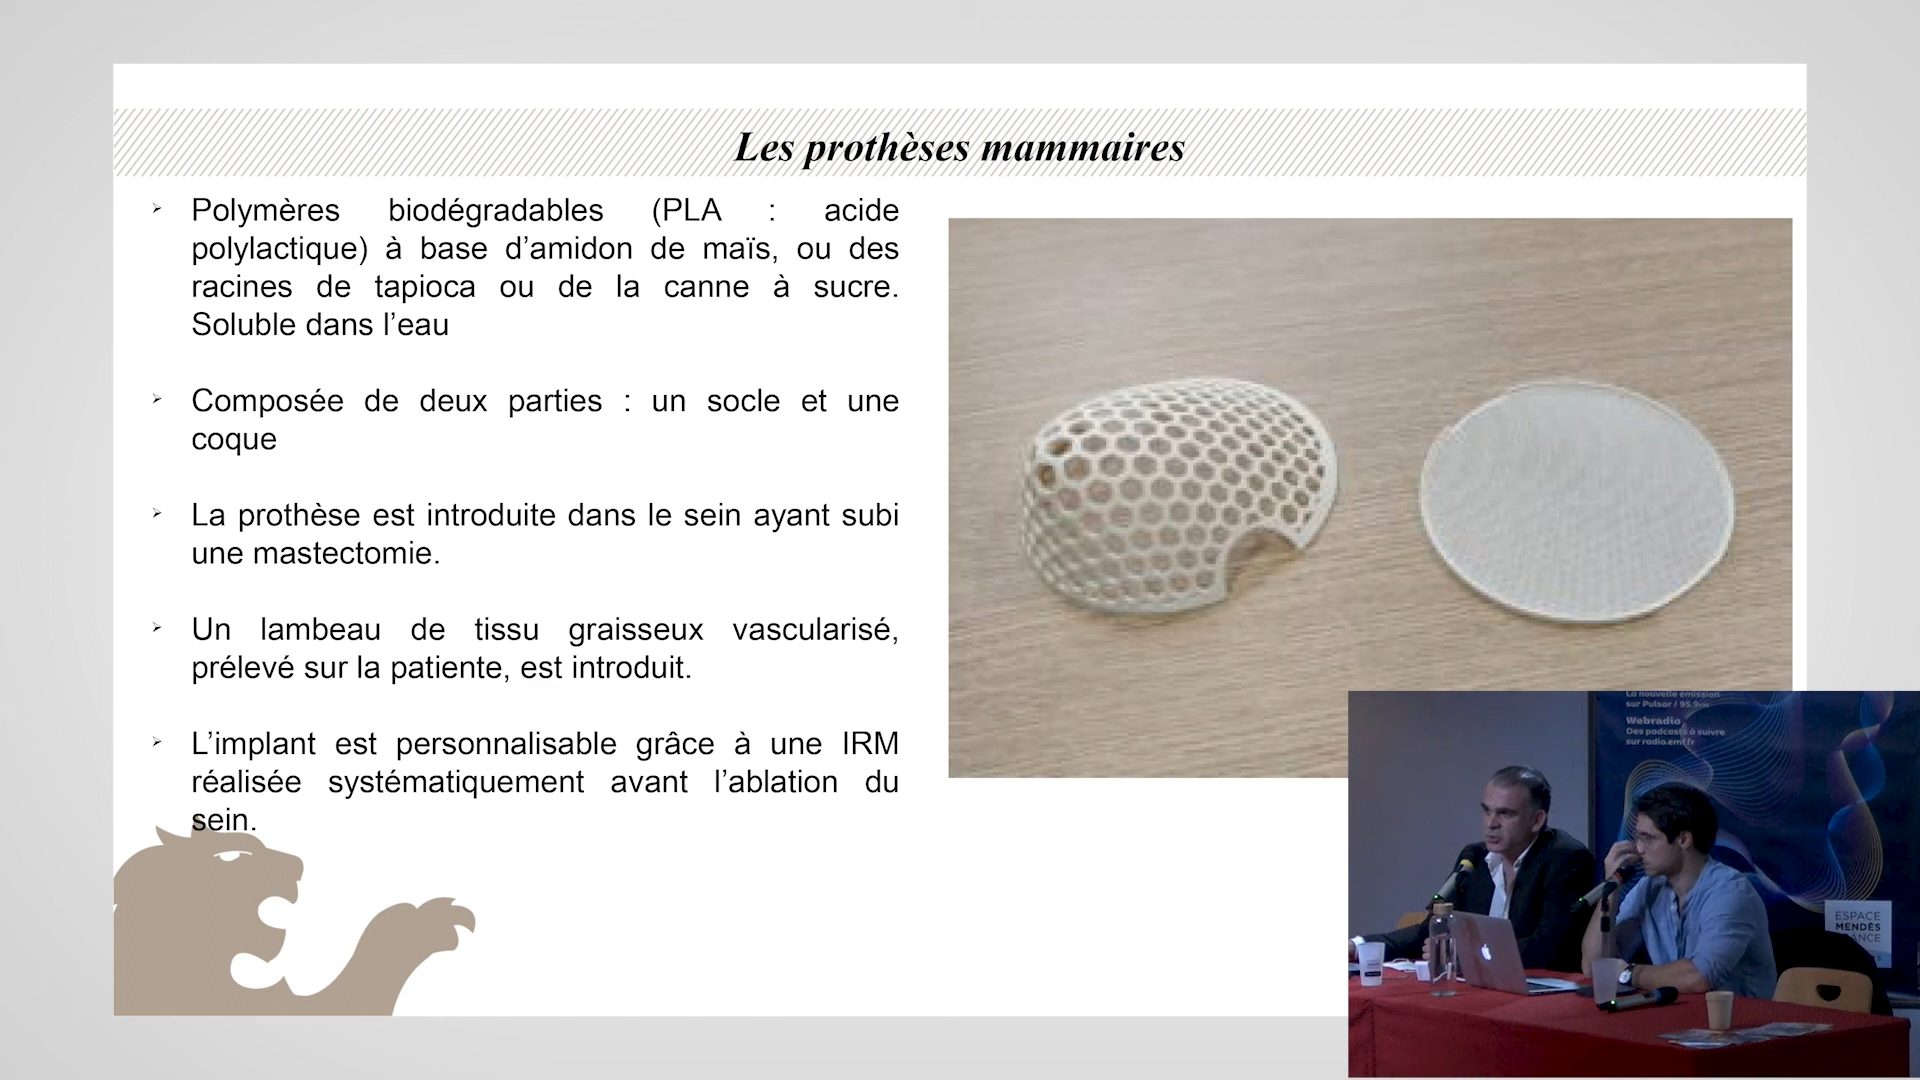 Les prothèses mammaires
Polymères biodégradables (PLA : acide
polylactique) à base d’amidon de maïs, ou des
racines de tapioca ou de la canne à sucre.
Soluble dans l’eau
Composée de deux parties : un socle et une
coque
La prothèse est introduite dans le sein ayant subi
une mastectomie.
Un lambeau de tissu graisseux vascularisé,
prélevé sur la patiente, est introduit.
L’implant est personnalisable grâce à une IRM
réalisée systématiquement avant l’ablation du
sein.
La nouvelle émission
sur Pulsar / 95.9
Webradio
Des podcasts à suivre
sur radio.emf.fr
ESPACE
MENDÈS